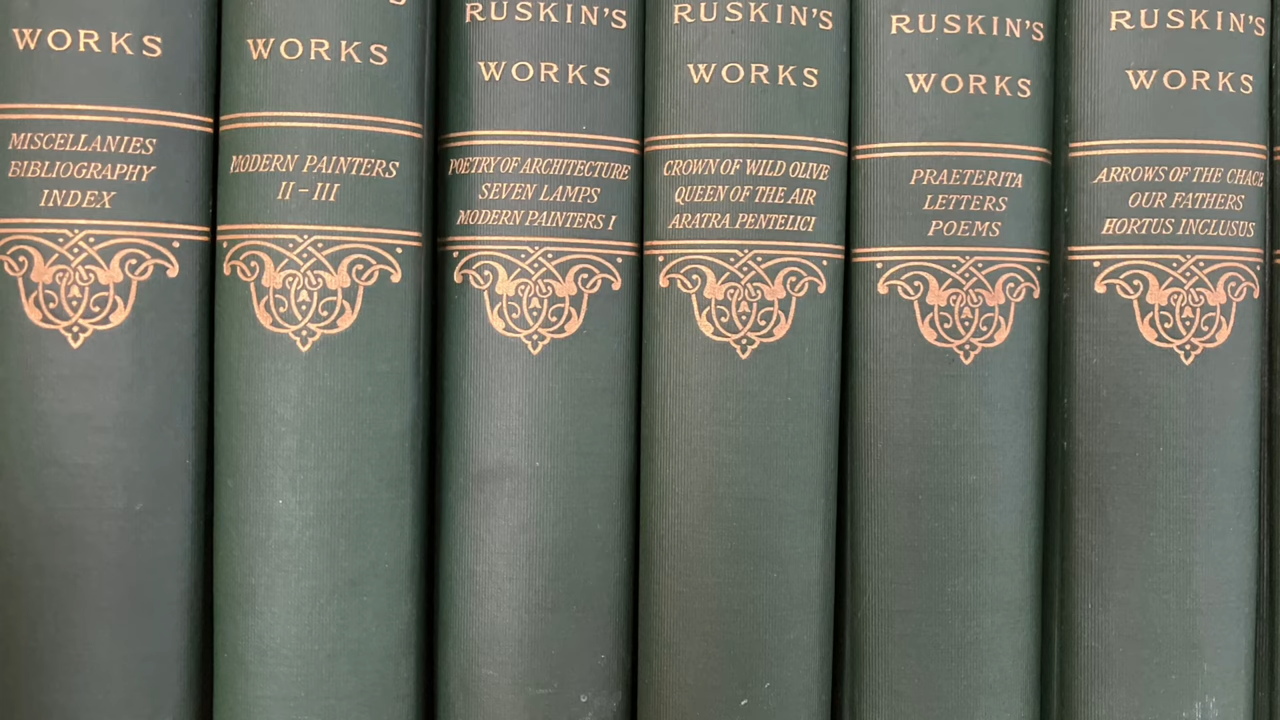 WORKS
MISCELLANIES
BIBLIOGRAPHY
INDEX
WORKS
MODERN PAINTERS
II-III
RUSKIN'S
WORKS
POETRY OF ARCHITECTURE
SEVEN LAMPS
MODERN PAINTERS I
RUSKIN'S
WORKS
CROWN OF WILD OLIVE
QUEEN OF THE AIR
ARATRA PENTELICI
RUSKIN'S
WORKS
PRAETERITA
LETTERS
POEMS
RUSKIN'S
WORKS
ARROWS OF THE CHACE
OUR FATHERS
HORTUS INCLUSUS